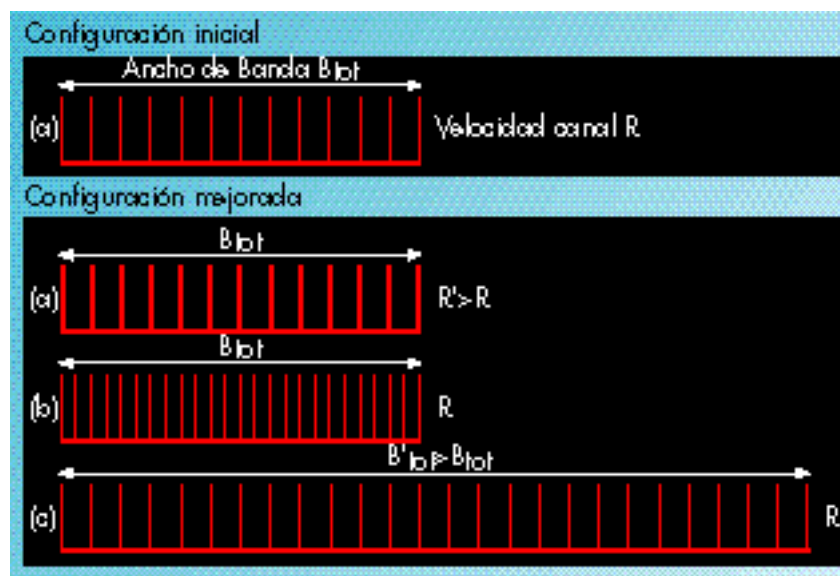 Configuración inicial
Ancho de Banda Btot
(a) Velocidad canal R
Configuración mejorada
Btot
(a) R'>R
Btot
(b) R
B'tot>Btot
(c) R